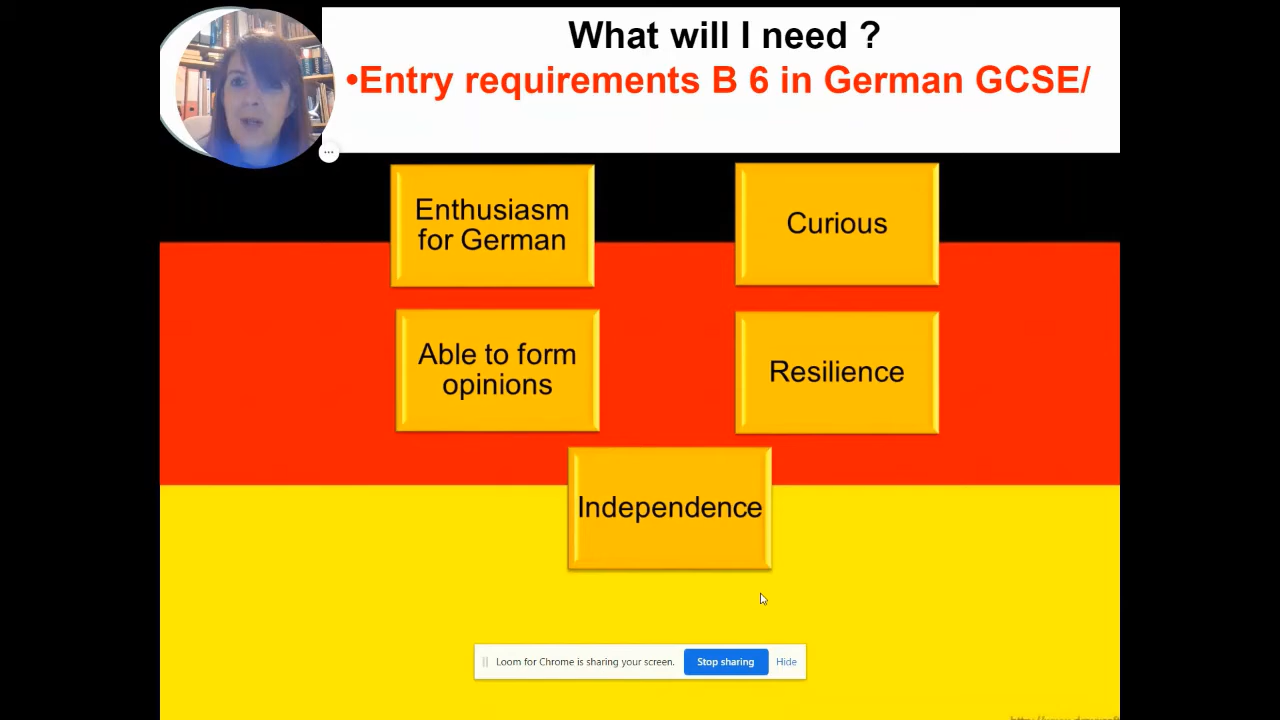 What will I need ?
•Entry requirements B 6 in German GCSE/
Enthusiasm
for German
Curious
Able to form
opinions
Resilience
Independence
Loom for Chrome is sharing your screen.
Stop sharing
Hide